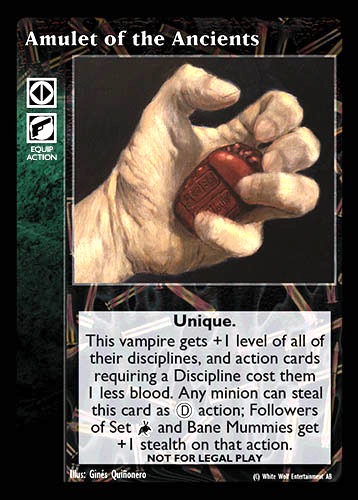 Amulet of the Ancients
EQUIP
ACTION
Unique.
This vampire gets +1 level of all of
their disciplines, and action cards
requiring a Discipline cost them
1 less blood. Any minion can steal
this card as Ⓓ action; Followers
of Set and Bane Mummies get
+1 stealth on that action.
NOT FOR LEGAL PLAY
Illus: Ginés Quiñonero
(C) White Wolf Entertainment AB